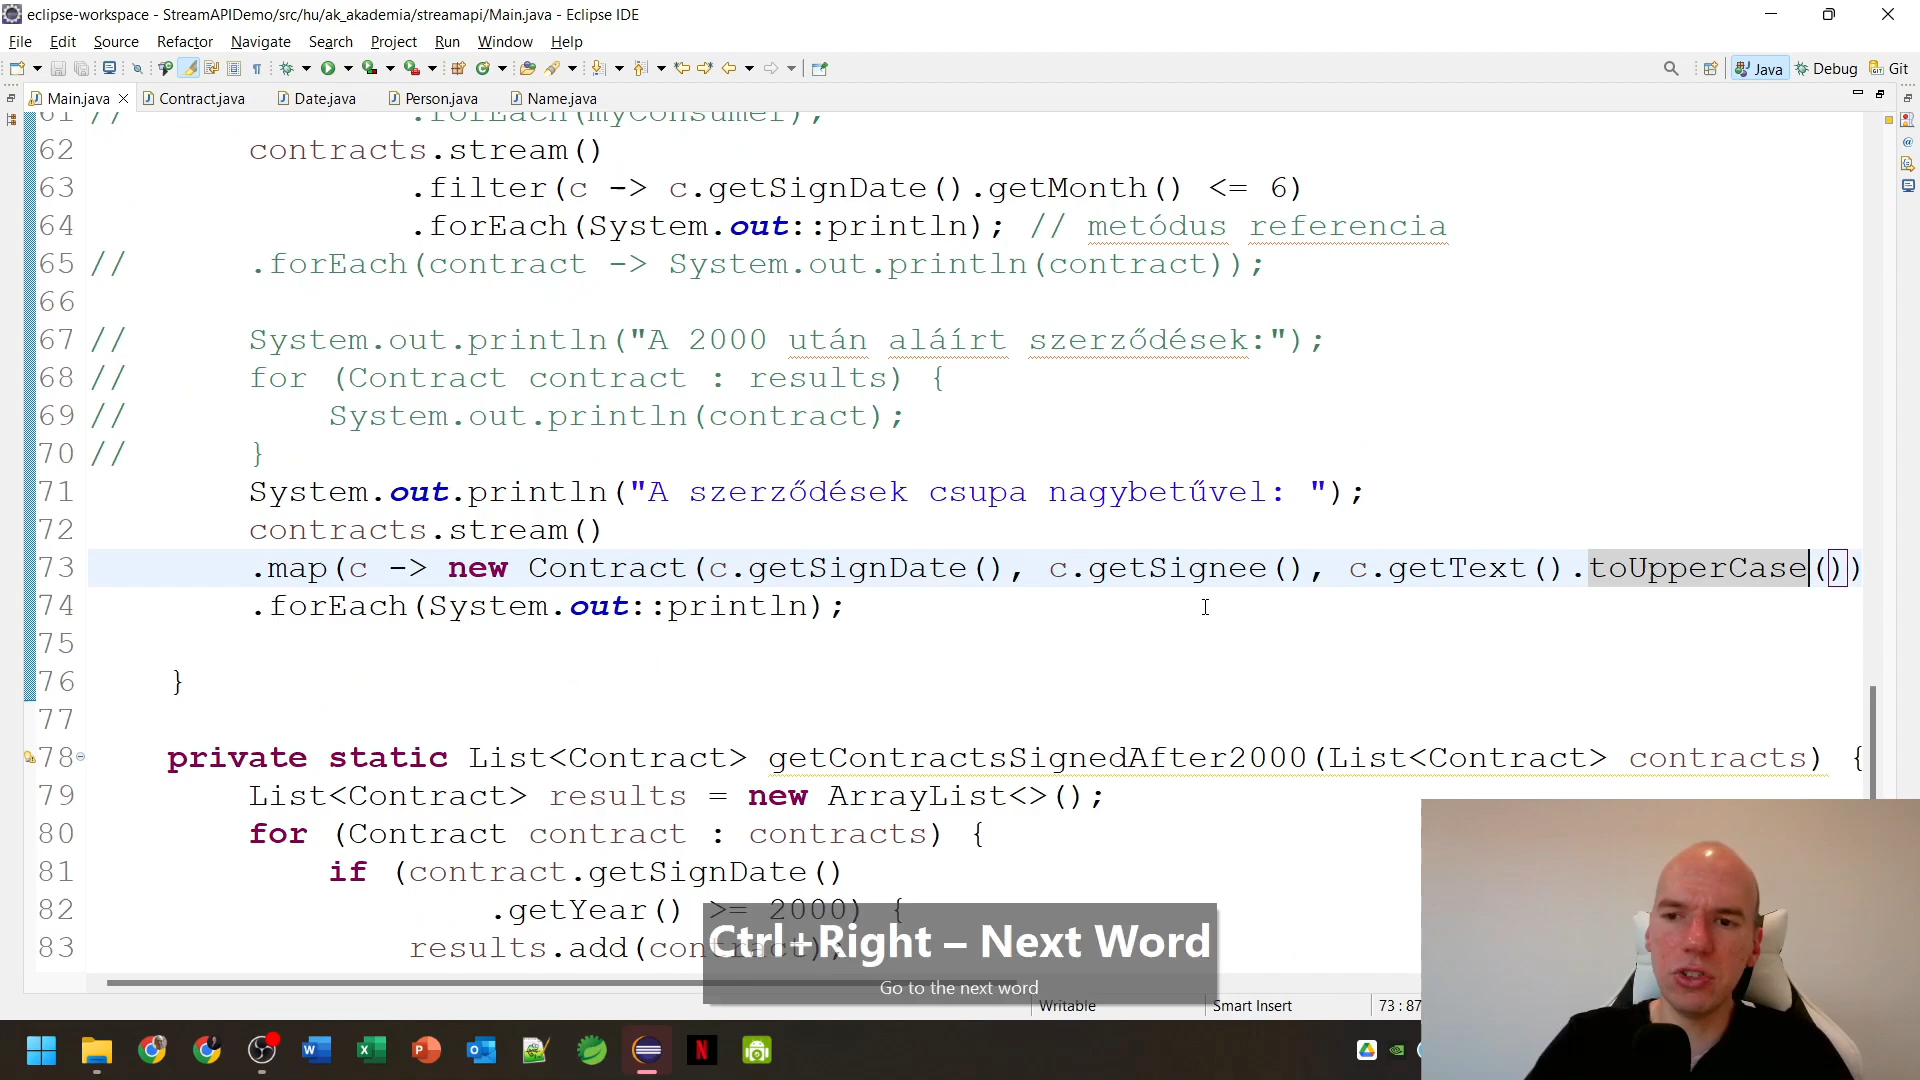 eclipse-workspace - StreamAPIDemo/src/hu/ak_akademia/streamapi/Main.java - Eclipse IDE
File Edit Source Refactor Navigate Search Project Run Window Help
Java Debug Git
Main.java Contract.java Date.java Person.java Name.java
61 // .forEach(myConsumer);
62 contracts.stream()
63 .filter(c -> c.getSignDate().getMonth() <= 6)
64 .forEach(System.out::println); // metódus referencia
65 // .forEach(contract -> System.out.println(contract));
66
67 // System.out.println("A 2000 után aláírt szerződések:");
68 // for (Contract contract : results) {
69 // System.out.println(contract);
70 // }
71 System.out.println("A szerződések csupa nagybetűvel: ");
72 contracts.stream()
73 .map(c -> new Contract(c.getSignDate(), c.getSignee(), c.getText().toUpperCase())
74 .forEach(System.out::println);
75
76 }
77
78 private static List<Contract> getContractsSignedAfter2000(List<Contract> contracts) {
79 List<Contract> results = new ArrayList<>();
80 for (Contract contract : contracts) {
81 if (contract.getSignDate()
82 .getYear() >= 2000) {
83 results.add(contract);
Ctrl+Right – Next Word
Go to the next word
Writable Smart Insert 73 : 87